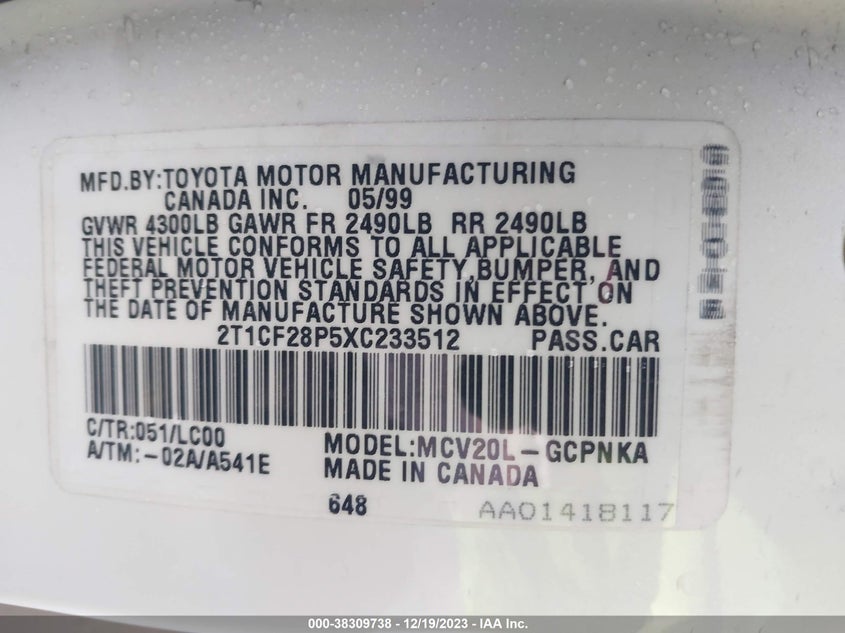 MFD.BY:TOYOTA MOTOR MANUFACTURING
CANADA INC. 05/99
GVWR 4300LB GAWR FR 2490LB RR 2490LB
THIS VEHICLE CONFORMS TO ALL APPLICABLE
FEDERAL MOTOR VEHICLE SAFETY,BUMPER, AND
THEFT PREVENTION STANDARDS IN EFFECT ON
THE DATE OF MANUFACTURE SHOWN ABOVE.
2T1CF28P5XC233512 PASS.CAR
C/TR:051/LC00 MODEL:MCV20L-GCPNKA
A/TM:-02A/A541E MADE IN CANADA
648 AA01418117
000-38309738 - 12/19/2023 - IAA Inc.